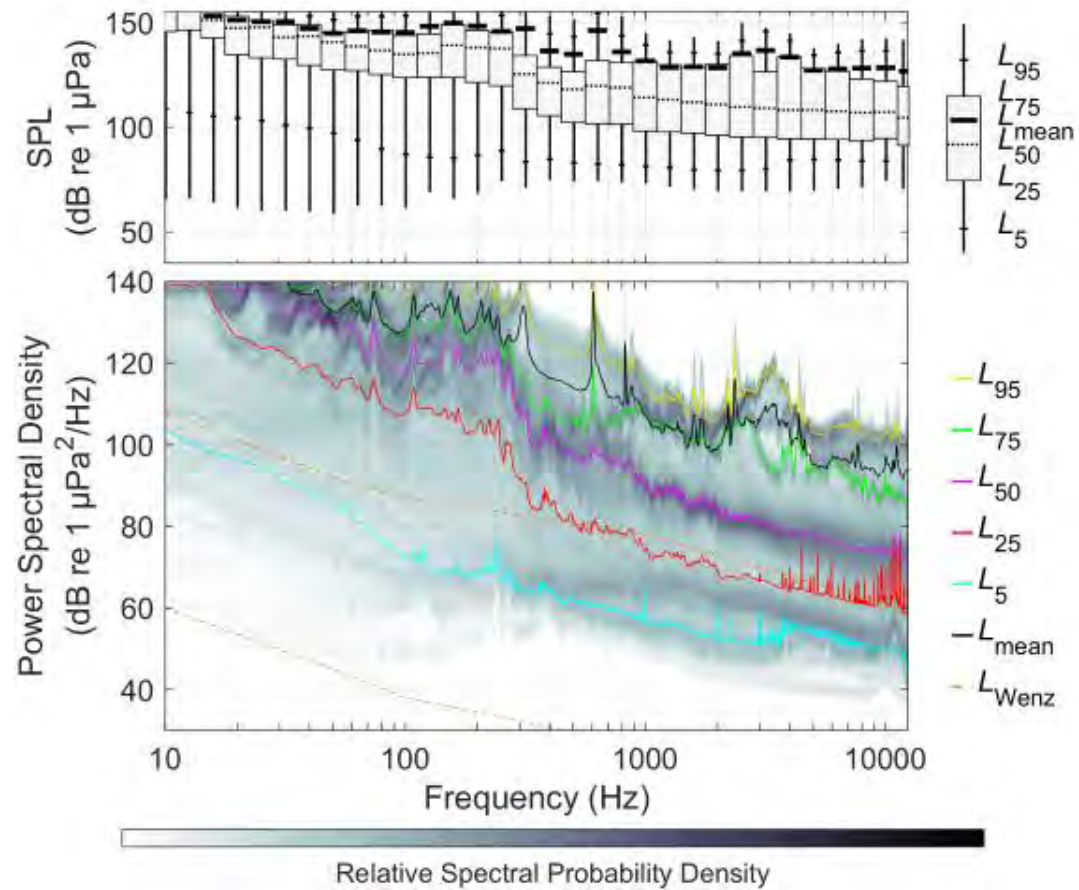 150
100
50
SPL
(dB re 1 µPa)
L95
L75
Lmean
L50
L25
L5
140
120
100
80
60
40
Power Spectral Density
(dB re 1 µPa²/Hz)
L95
L75
L50
L25
L5
Lmean
LWenz
10 100 1000 10000
Frequency (Hz)
Relative Spectral Probability Density